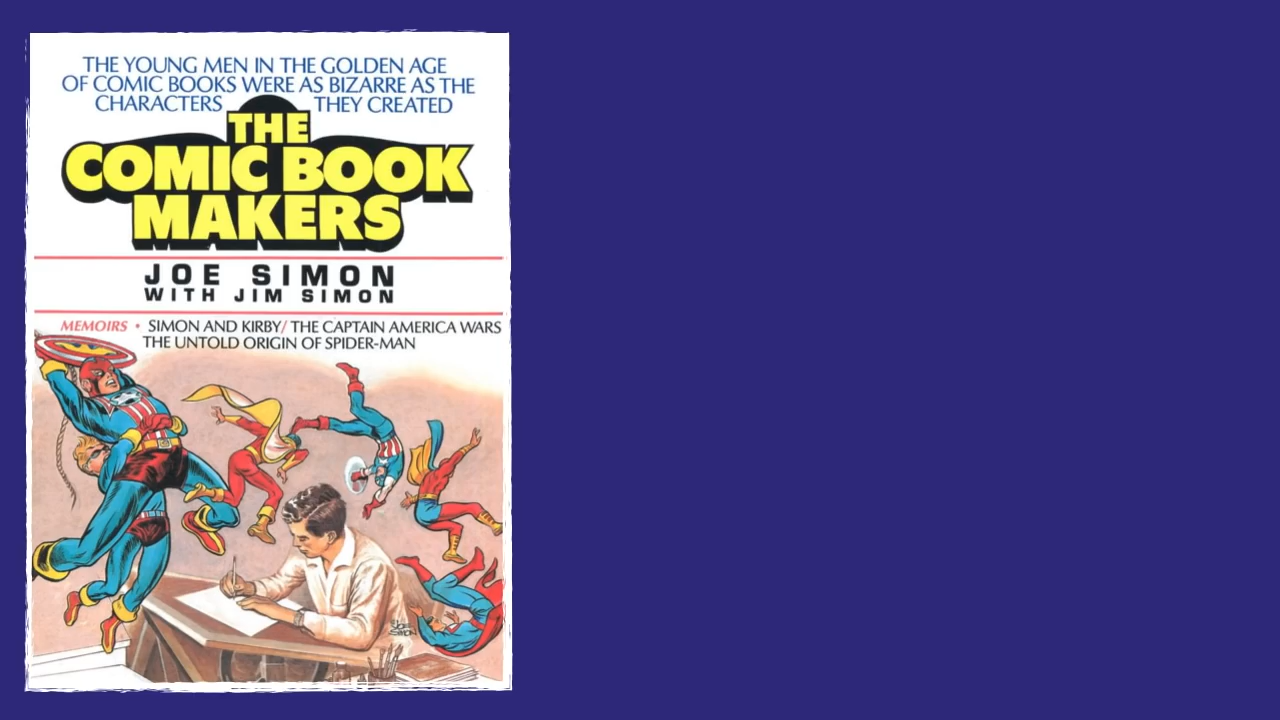 THE YOUNG MEN IN THE GOLDEN AGE
OF COMIC BOOKS WERE AS BIZARRE AS THE
CHARACTERS THEY CREATED
THE
COMIC BOOK
MAKERS
JOE SIMON
WITH JIM SIMON
MEMOIRS • SIMON AND KIRBY/ THE CAPTAIN AMERICA WARS
THE UNTOLD ORIGIN OF SPIDER-MAN
JOE
SIMON